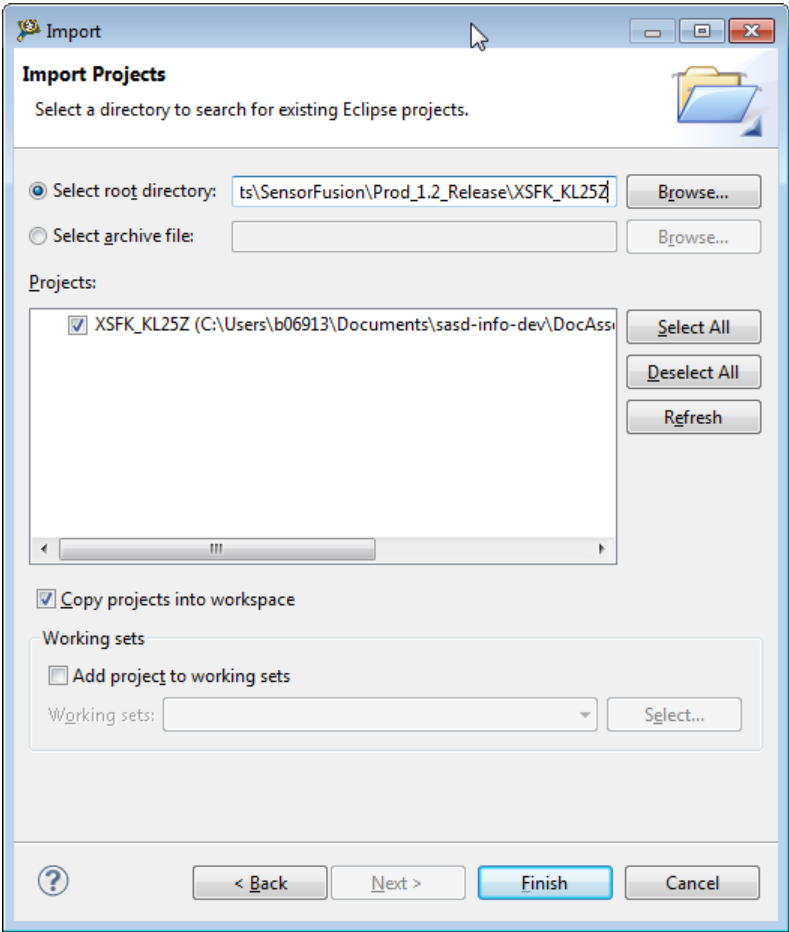 Import
Import Projects
Select a directory to search for existing Eclipse projects.
Select root directory: ts\SensorFusion\Prod_1.2_Release\XSFK_KL25Z Browse...
Select archive file: Browse...
Projects:
XSFK_KL25Z (C:\Users\b06913\Documents\sasd-info-dev\DocAss
Select All
Deselect All
Refresh
Copy projects into workspace
Working sets
Add project to working sets
Working sets: Select...
? < Back Next > Finish Cancel